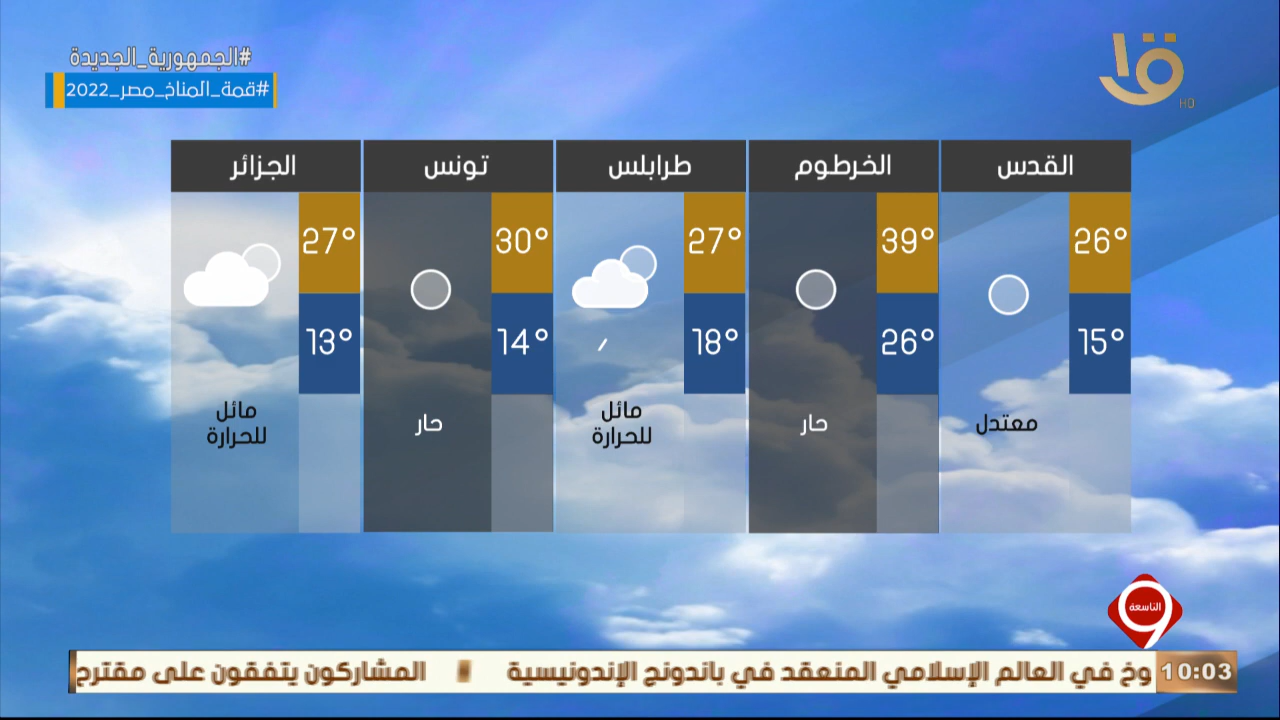 #الجمهورية_الجديدة
#قمة_المناخ_مصر_2022
HD
القدس
26°
15°
معتدل
الخرطوم
39°
26°
حار
طرابلس
27°
18°
مائل
للحرارة
تونس
30°
14°
حار
الجزائر
27°
13°
مائل
للحرارة
التاسعة
9
10:03
وخ في العالم الإسلامي المنعقد في باندونج الإندونيسية المشاركون يتفقون على مقترح